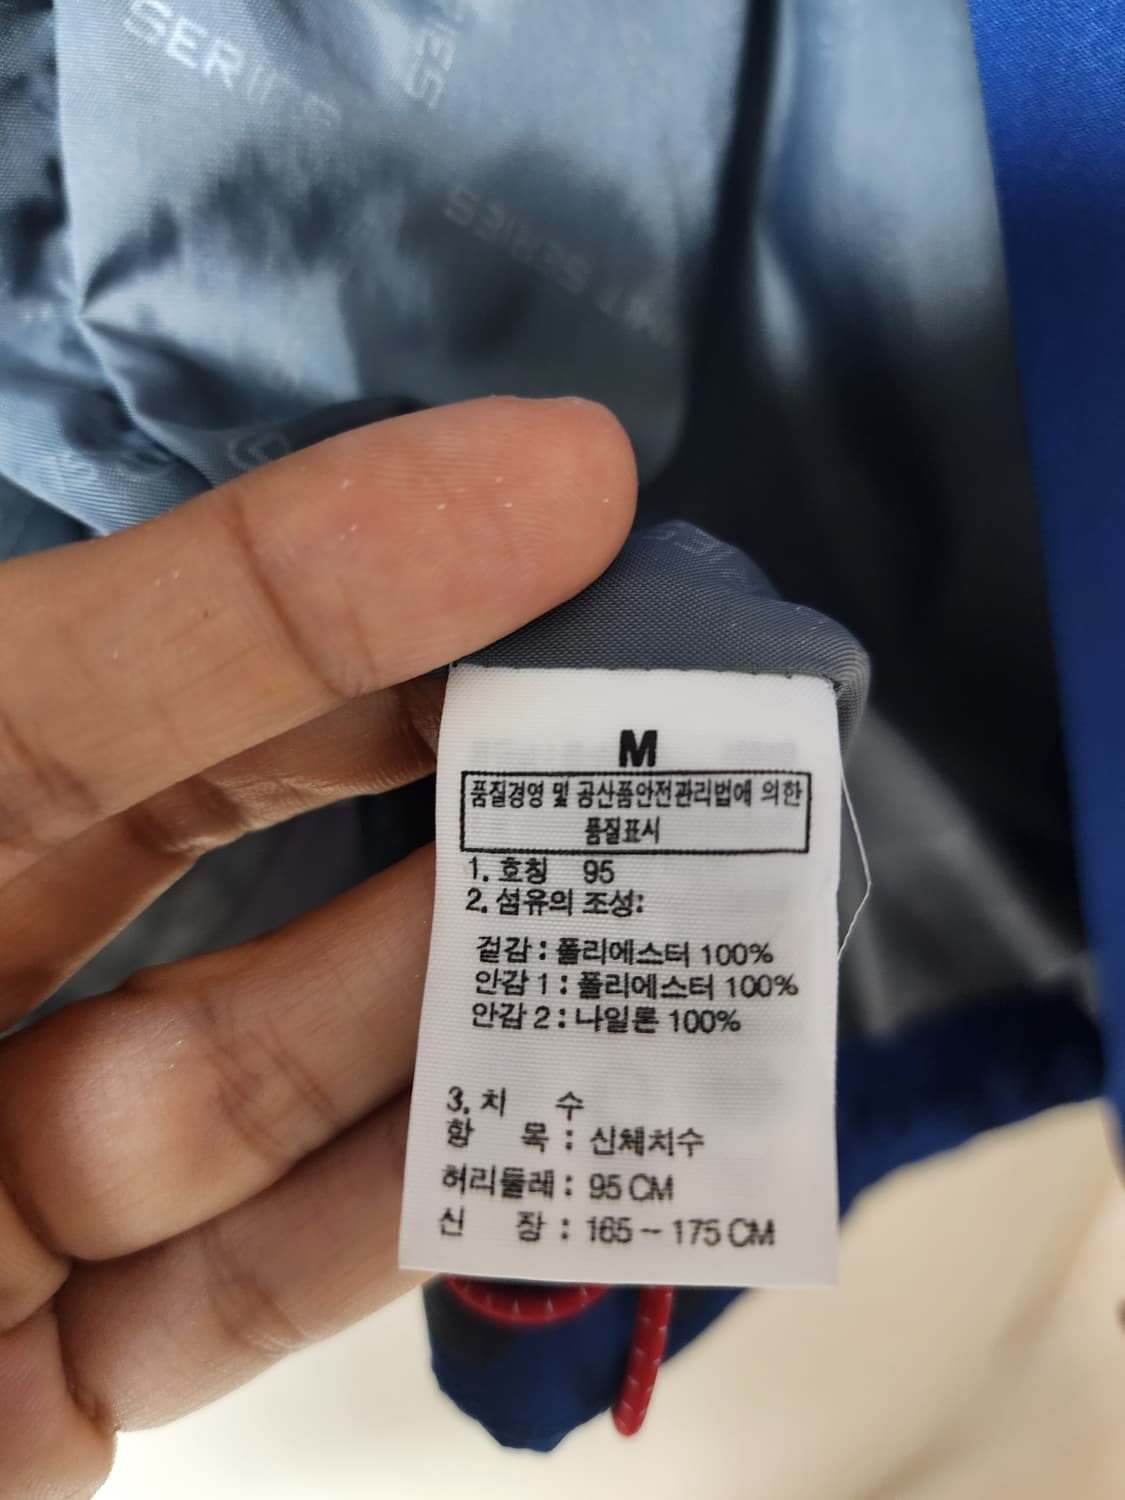 SERIES
SERIES
M
품질경영 및 공산품안전관리법에 의한
품질표시
1. 호칭 95
2. 섬유의 조성:
겉감 : 폴리에스터 100%
안감 1 : 폴리에스터 100%
안감 2 : 나일론 100%
3. 치 수
항 목 : 신체치수
허리둘레 : 95 CM
신 장 : 165 ~ 175 CM